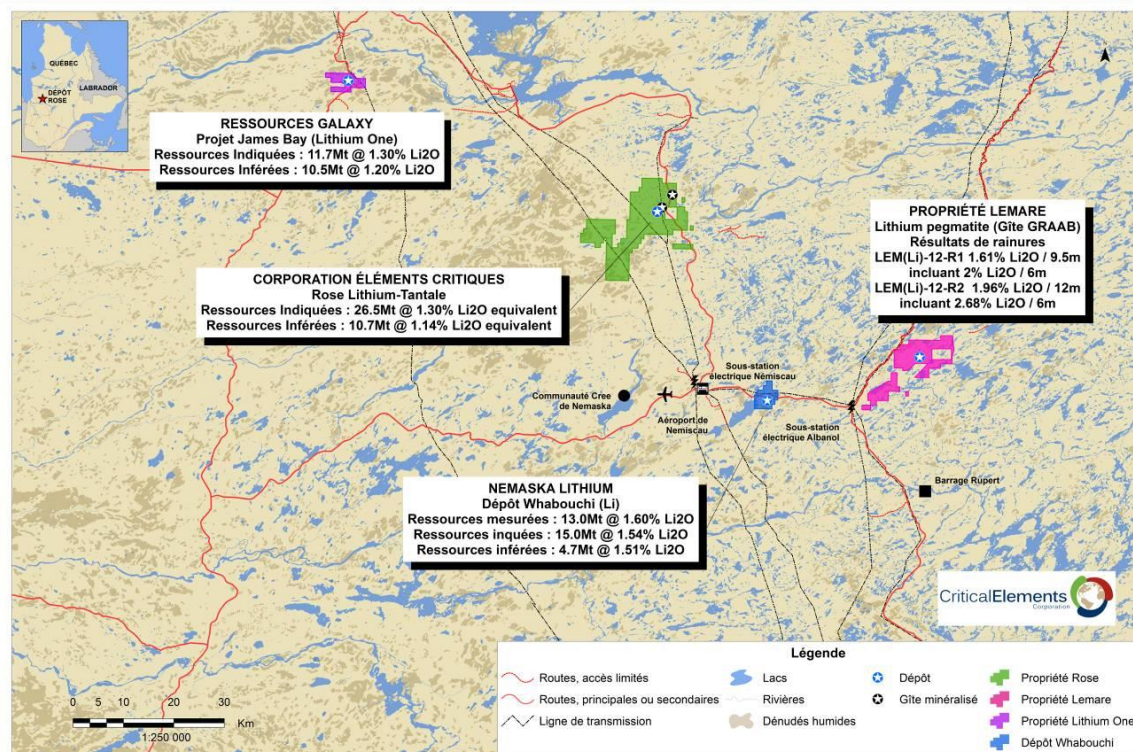 QUÉBEC
LABRADOR
DÉPÔT
ROSE
RESSOURCES GALAXY
Projet James Bay (Lithium One)
Ressources Indiquées : 11.7Mt @ 1.30% Li2O
Ressources Inférées : 10.5Mt @ 1.20% Li2O
CORPORATION ÉLÉMENTS CRITIQUES
Rose Lithium-Tantale
Ressources Indiquées : 26.5Mt @ 1.30% Li2O equivalent
Ressources Inférées : 10.7Mt @ 1.14% Li2O equivalent
PROPRIÉTÉ LEMARE
Lithium pegmatite (Gîte GRAAB)
Résultats de rainures
LEM(Li)-12-R1 1.61% Li2O / 9.5m
incluant 2% Li2O / 6m
LEM(Li)-12-R2 1.96% Li2O / 12m
incluant 2.68% Li2O / 6m
Sous-station
électrique Némiscau
Communauté Cree
de Nemaska
Aéroport de
Nemiscau
Sous-station
électrique Albanol
Barrage Rupert
NEMASKA LITHIUM
Dépôt Whabouchi (Li)
Ressources mesurées : 13.0Mt @ 1.60% Li2O
Ressources inquées : 15.0Mt @ 1.54% Li2O
Ressources inférées : 4.7Mt @ 1.51% Li2O
CriticalElements
Corporation
0 5 10 20 30
Km
1:250 000
Légende
Routes, accès limités
Routes, principales ou secondaires
Ligne de transmission
Lacs
Rivières
Dénudés humides
Dépôt
Gîte minéralisé
Propriété Rose
Propriété Lemare
Propriété Lithium One
Dépôt Whabouchi